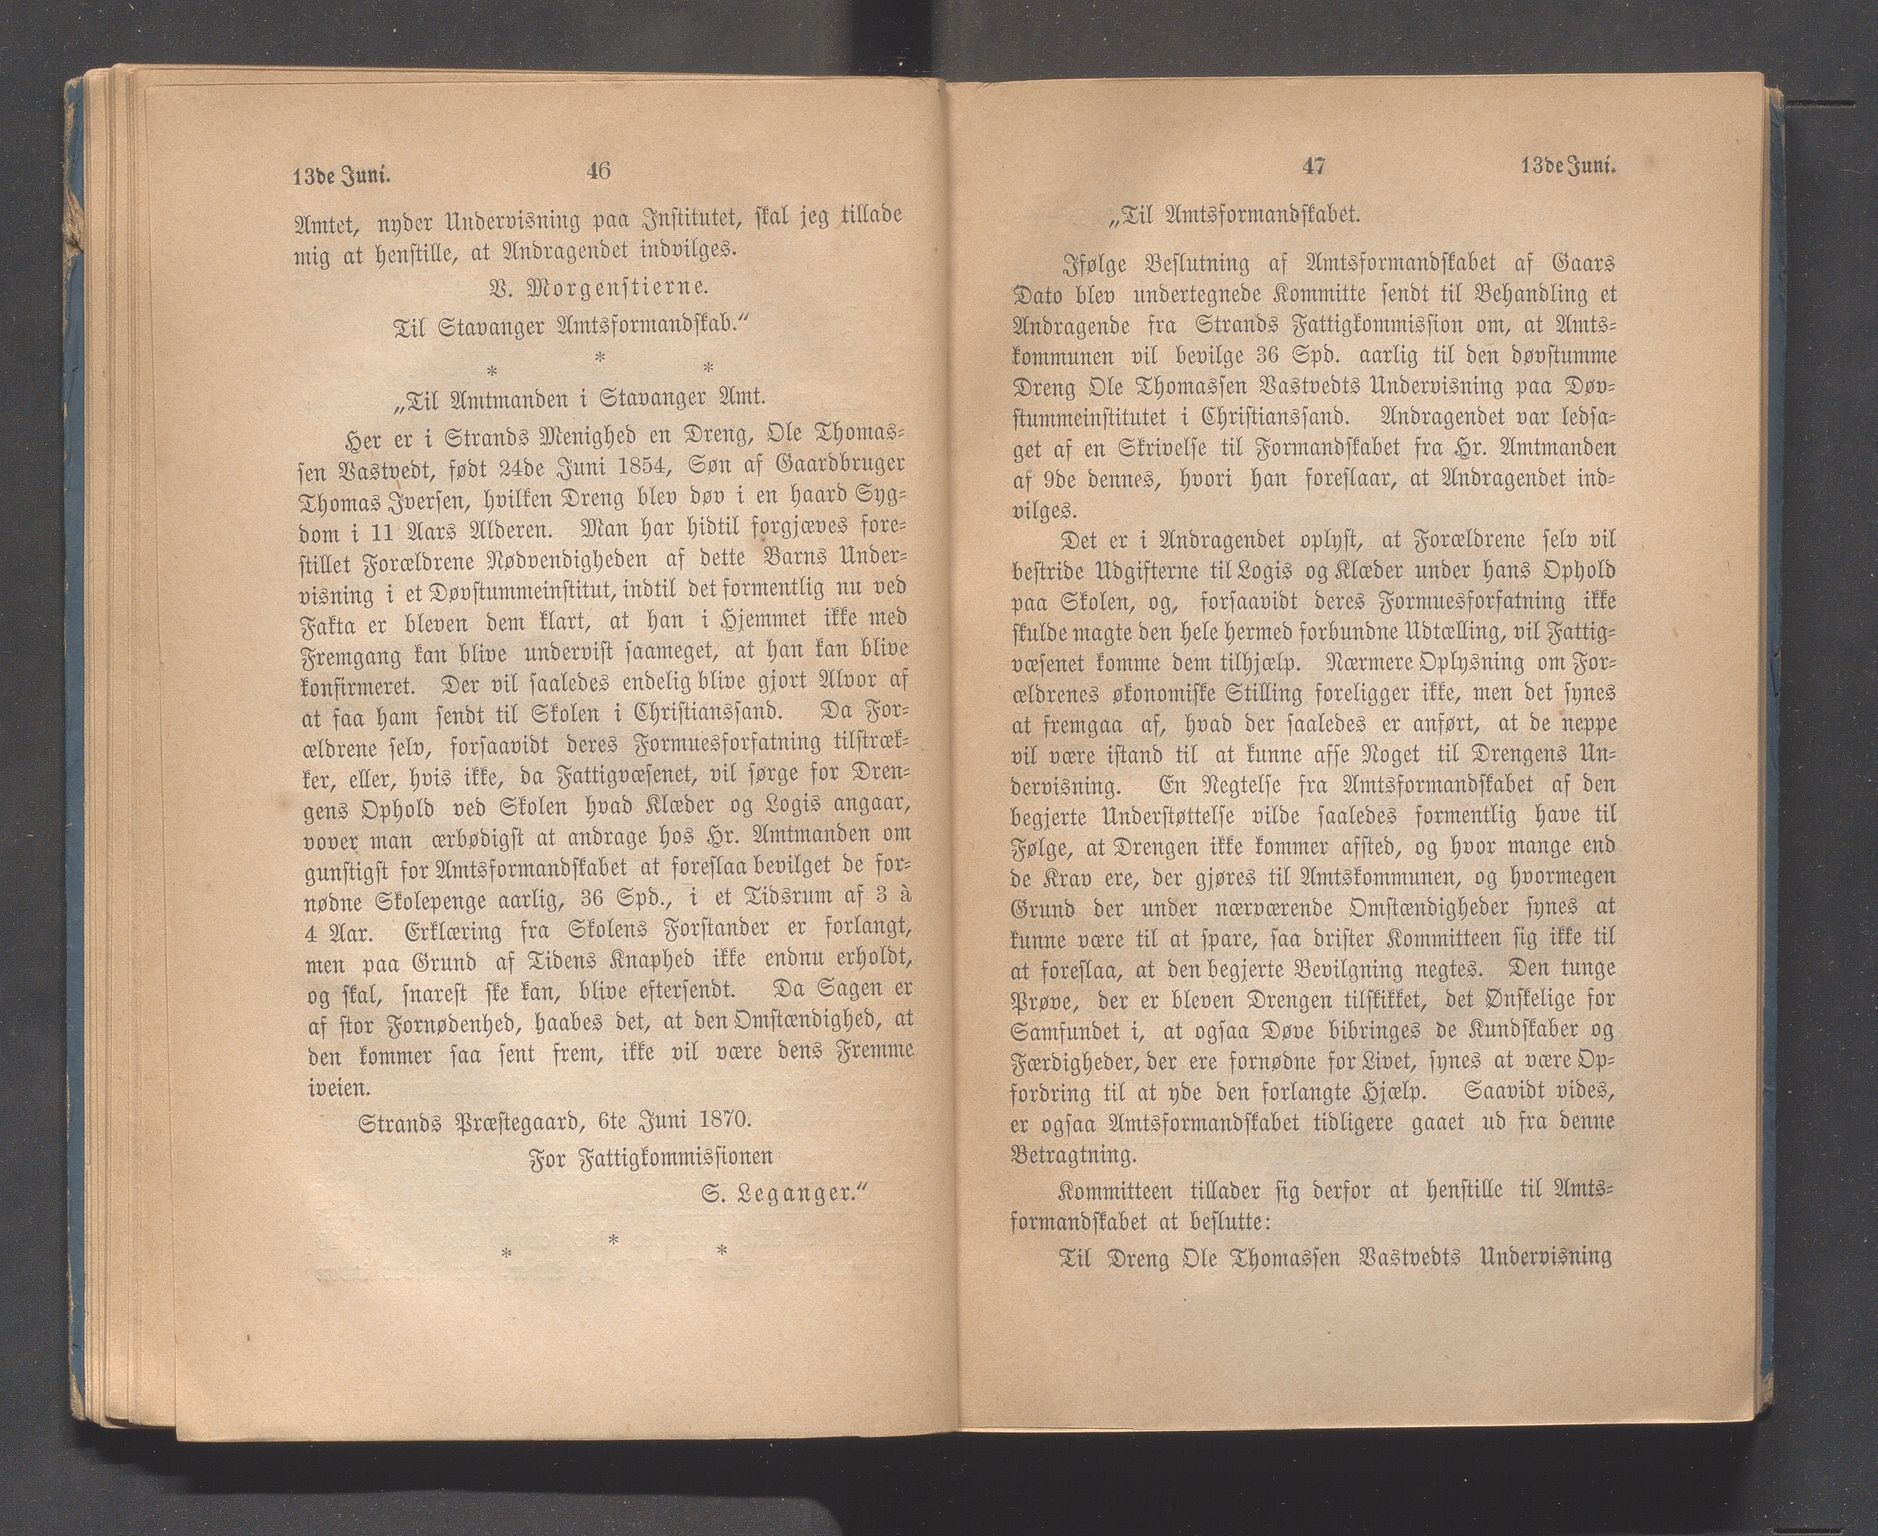 13de Juni.
46
Amtet, nyder Undervisning paa Institutet, skal jeg tillade
mig at henstille, at Andragendet indvilges.
V. Morgenstierne.
Til Stavanger Amtsformandskab.“
* * *
„Til Amtmanden i Stavanger Amt.
Her er i Strands Menighed en Dreng, Ole Thomas-
sen Vastvedt, født 24de Juni 1854, Søn af Gaardbruger
Thomas Iversen, hvilken Dreng blev døv i en haard Syg-
dom i 11 Aars Alderen. Man har hidtil forgjæves fore-
stillet Forældrene Nødvendigheden af dette Barns Under-
visning i et Døvstummeinstitut, indtil det formentlig nu ved
Fakta er bleven dem klart, at han i Hjemmet ikke med
Fremgang kan blive undervist saameget, at han kan blive
konfirmeret. Der vil saaledes endelig blive gjort Alvor af
at faa ham sendt til Skolen i Christianssand. Da For-
ældrene selv, forsaavidt deres Formuesforfatning tilstræk-
ker, eller, hvis ikke, da Fattigvæsenet, vil sørge for Dren-
gens Ophold ved Skolen hvad Klæder og Logis angaar,
vover man ærbødigst at andrage hos Hr. Amtmanden om
gunstigst for Amtsformandskabet at foreslaa bevilget de for-
nødne Skolepenge aarlig, 36 Spd., i et Tidsrum af 3 à
4 Aar. Erklæring fra Skolens Forstander er forlangt,
men paa Grund af Tidens Knaphed ikke endnu erholdt,
og skal, snarest ske kan, blive eftersendt. Da Sagen er
af stor Fornødenhed, haabes det, at den Omstændighed, at
den kommer saa sent frem, ikke vil være dens Fremme
iveien.
Strands Præstegaard, 6te Juni 1870.
For Fattigkommissionen
S. Leganger.“
* * *
47
13de Juni.
„Til Amtsformandskabet.
Ifølge Beslutning af Amtsformandskabet af Gaars
Dato blev undertegnede Kommitte sendt til Behandling et
Andragende fra Strands Fattigkommission om, at Amts-
kommunen vil bevilge 36 Spd. aarlig til den døvstumme
Dreng Ole Thomassen Vastvedts Undervisning paa Døv-
stummeinstitutet i Christianssand. Andragendet var ledsa-
get af en Skrivelse til Formandskabet fra Hr. Amtmanden
af 9de dennes, hvori han foreslaar, at Andragendet ind-
vilges.
Det er i Andragendet oplyst, at Forældrene selv vil
bestride Udgifterne til Logis og Klæder under hans Ophold
paa Skolen, og, forsaavidt deres Formuesforfatning ikke
skulde magte den hele hermed forbundne Udtælling, vil Fattig-
væsenet komme dem tilhjælp. Nærmere Oplysning om For-
ældrenes økonomiske Stilling foreligger ikke, men det synes
at fremgaa af, hvad der saaledes er anført, at de neppe
vil være istand til at kunne afse Noget til Drengens Un-
dervisning. En Negtelse fra Amtsformandskabet af den
begjerte Understøttelse vilde saaledes formentlig have til
Følge, at Drengen ikke kommer afsted, og hvor mange end
de Krav ere, der gjøres til Amtskommunen, og hvormegen
Grund der under nærværende Omstændigheder synes at
kunne være til at spare, saa drister Kommitteen sig ikke til
at foreslaa, at den begjerte Bevilgning negtes. Den tunge
Prøve, der er bleven Drengen tilskikket, det Ønskelige for
Samfundet i, at ogsaa Døve bibringes de Kundskaber og
Færdigheder, der ere fornødne for Livet, synes at være Op-
fordring til at yde den forlangte Hjælp. Saavidt vides,
er ogsaa Amtsformandskabet tidligere gaaet ud fra denne
Betragtning.
Kommitteen tillader sig derfor at henstille til Amts-
formandskabet at beslutte:
Til Dreng Ole Thomassen Vastvedts Undervisning